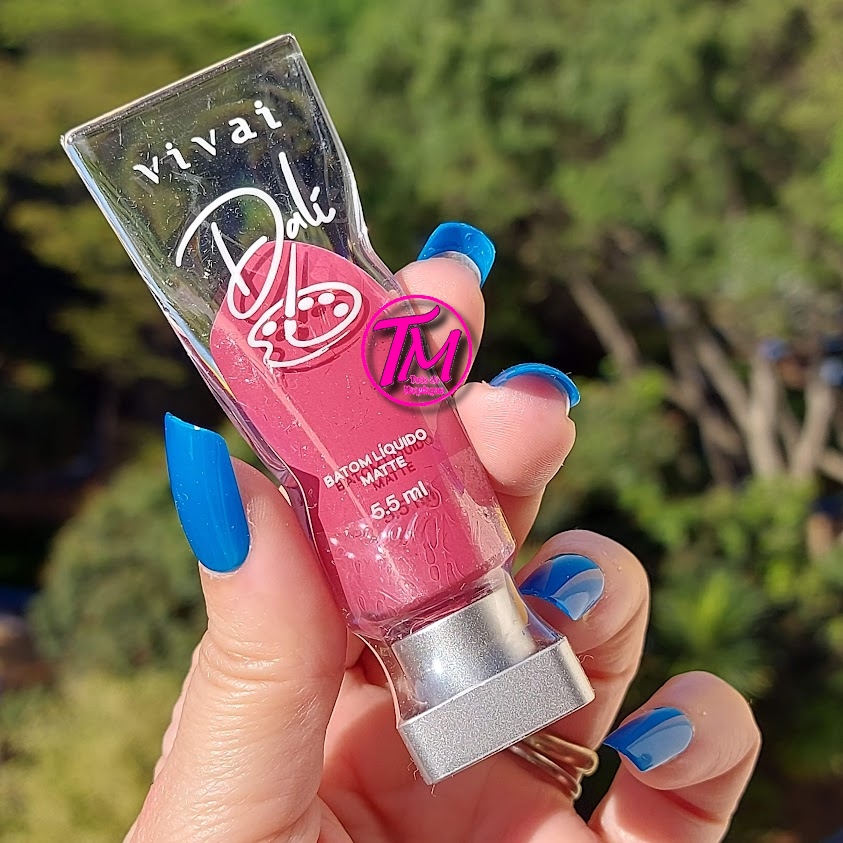 vivai
Dalí
TM
BATOM LÍQUIDO
MATTE
5.5 ml